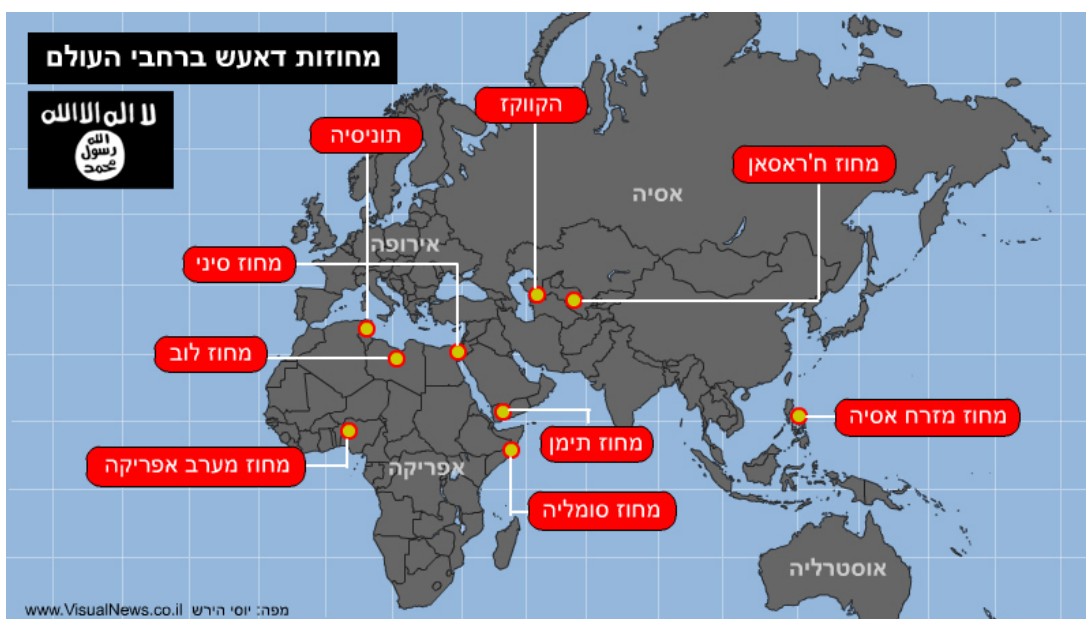 מחוזות דאעש ברחבי העולם
لا اله الا الله
الله
رسول
محمد
תוניסיה
הקווקז
מחוז ח'ראסאן
אסיה
אירופה
מחוז סיני
מחוז לוב
מחוז מזרח אסיה
מחוז תימן
מחוז מערב אפריקה
אפריקה
מחוז סומליה
אוסטרליה
מפה: יוסי הירש www.VisualNews.co.il